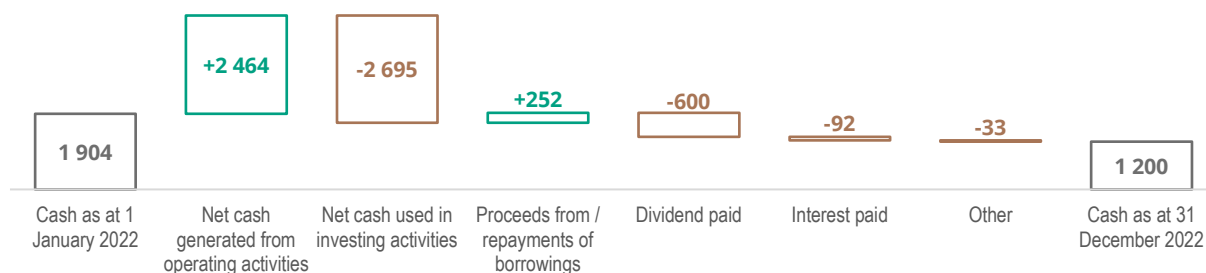 +2 464
-2 695
+252
-600
-92
-33
1 904
1 200
Cash as at 1
January 2022
Net cash
generated from
operating activities
Net cash used in
investing activities
Proceeds from /
repayments of
borrowings
Dividend paid
Interest paid
Other
Cash as at 31
December 2022